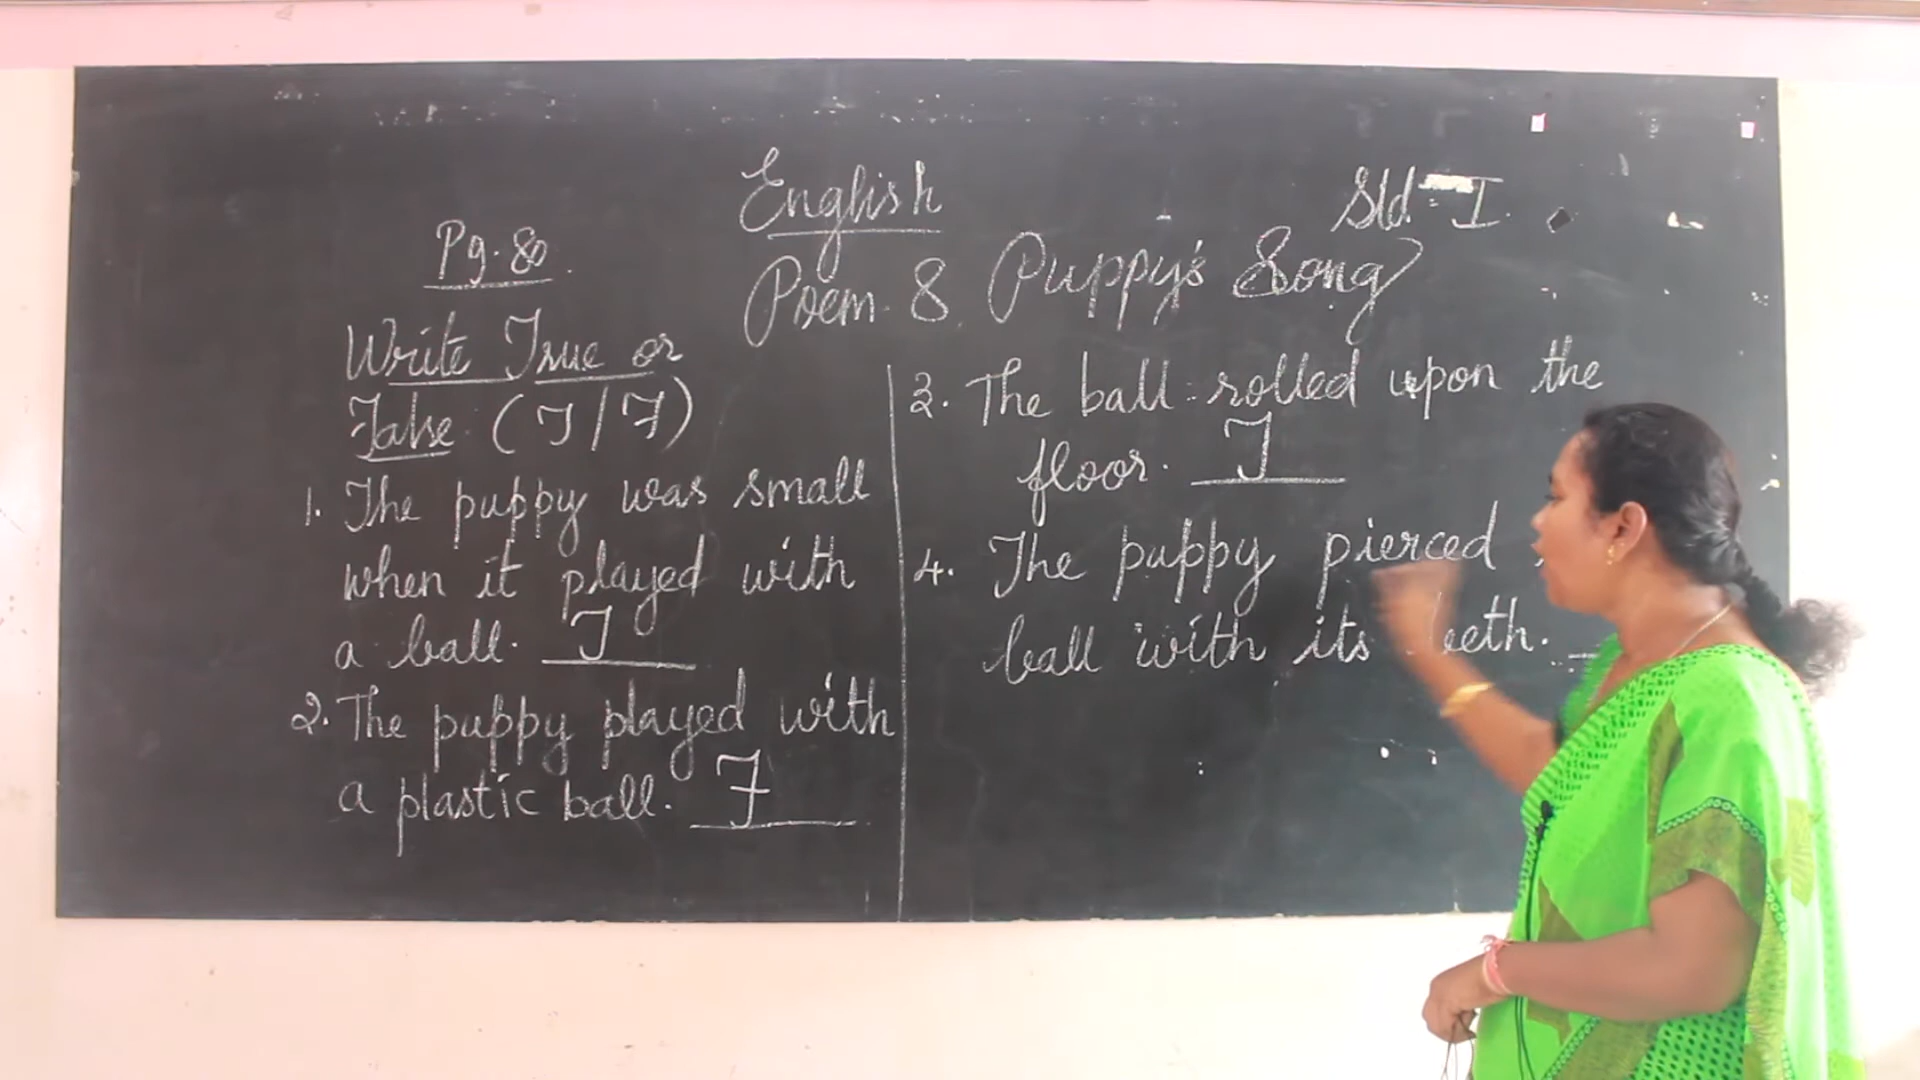 English
Std - I
Pg. 80
Poem. 8 Puppy's Song
Write True or
False (T/F)
1. The puppy was small
when it played with
a ball. T
2. The puppy played with
a plastic ball. F
3. The ball rolled upon the
floor. T
4. The puppy pierced
ball with its teeth.